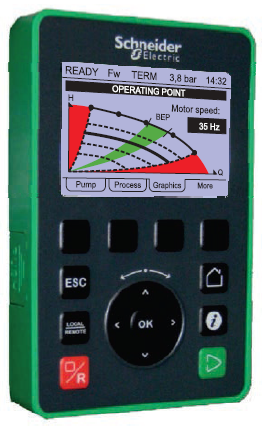 Schneider
Electric
READY Fw TERM 3,8 bar 14:32
OPERATING POINT
H
BEP
Motor speed:
35 Hz
Q
Pump Process Graphics More
ESC
LOCAL
REMOTE
OK
i
R